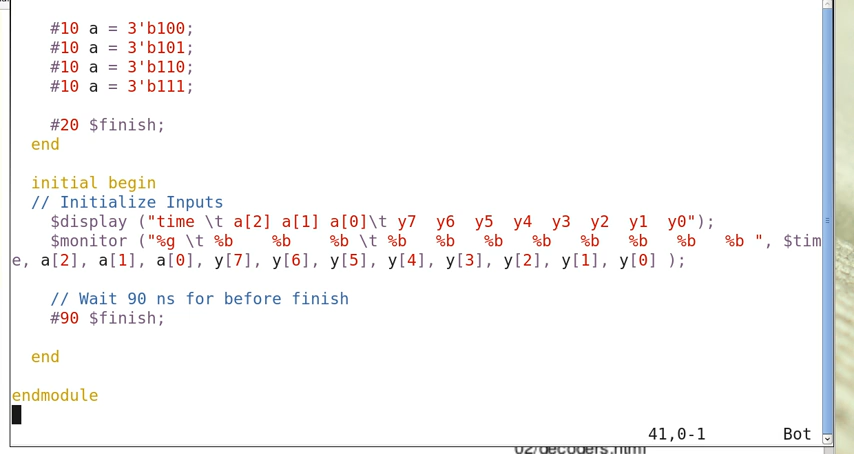 #10 a = 3'b100;
#10 a = 3'b101;
#10 a = 3'b110;
#10 a = 3'b111;
#20 $finish;
end
initial begin
// Initialize Inputs
$display ("time \t a[2] a[1] a[0]\t y7  y6  y5  y4  y3  y2  y1  y0");
$monitor ("%g \t %b    %b    %b \t %b   %b   %b   %b   %b   %b   %b   %b ", $tim
e, a[2], a[1], a[0], y[7], y[6], y[5], y[4], y[3], y[2], y[1], y[0] );
// Wait 90 ns for before finish
#90 $finish;
end
endmodule
41,0-1 Bot
02/decoders.html